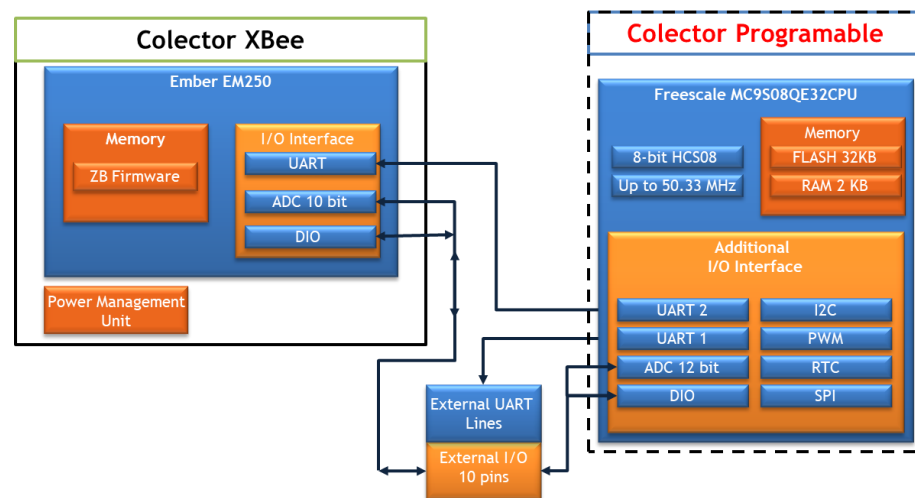 Colector XBee
Ember EM250
Memory
ZB Firmware
I/O Interface
UART
ADC 10 bit
DIO
Power Management
Unit
Colector Programable
Freescale MC9S08QE32CPU
8-bit HCS08
Up to 50.33 MHz
Memory
FLASH 32KB
RAM 2 KB
Additional
I/O Interface
UART 2
I2C
UART 1
PWM
ADC 12 bit
RTC
DIO
SPI
External UART
Lines
External I/O
10 pins